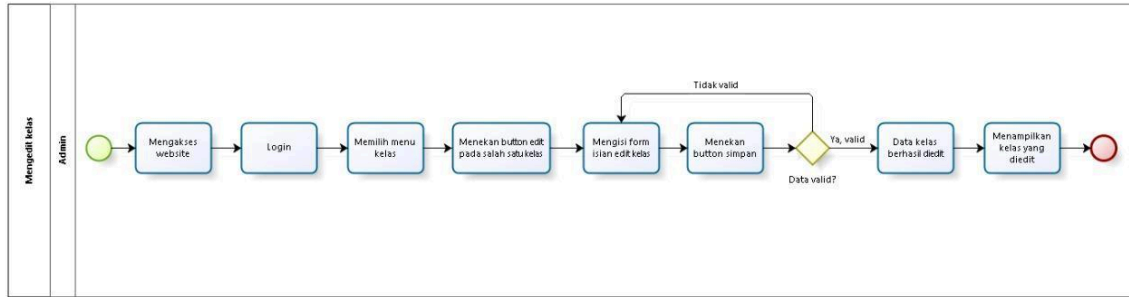 Mengedit kelas
Admin
Mengakses
website
Login
Memilih menu
kelas
Menekan button edit
pada salah satu kelas
Mengisi form
isian edit kelas
Menekan
button simpan
Tidak valid
Data valid?
Ya, valid
Data kelas
berhasil diedit
Menampilkan
kelas yang
diedit